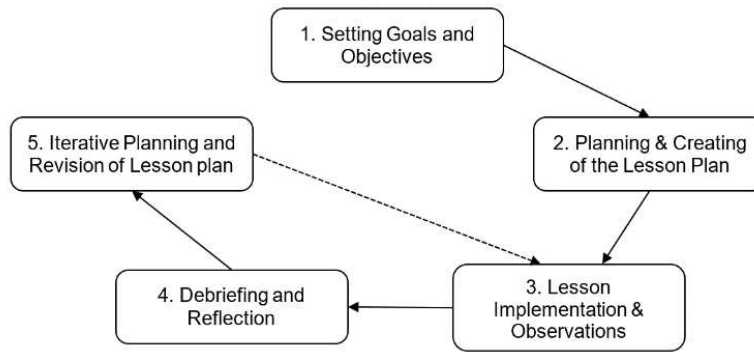 1. Setting Goals and
Objectives
2. Planning & Creating
of the Lesson Plan
3. Lesson
Implementation &
Observations
4. Debriefing and
Reflection
5. Iterative Planning and
Revision of Lesson plan